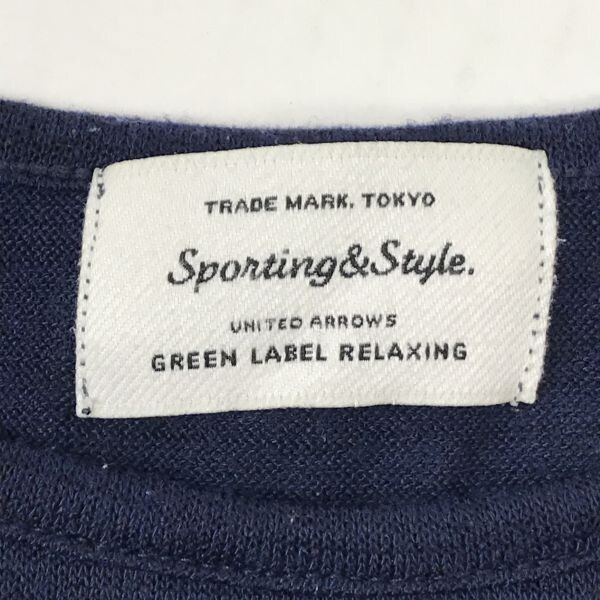 TRADE MARK. TOKYO
Sporting&Style.
UNITED ARROWS
GREEN LABEL RELAXING